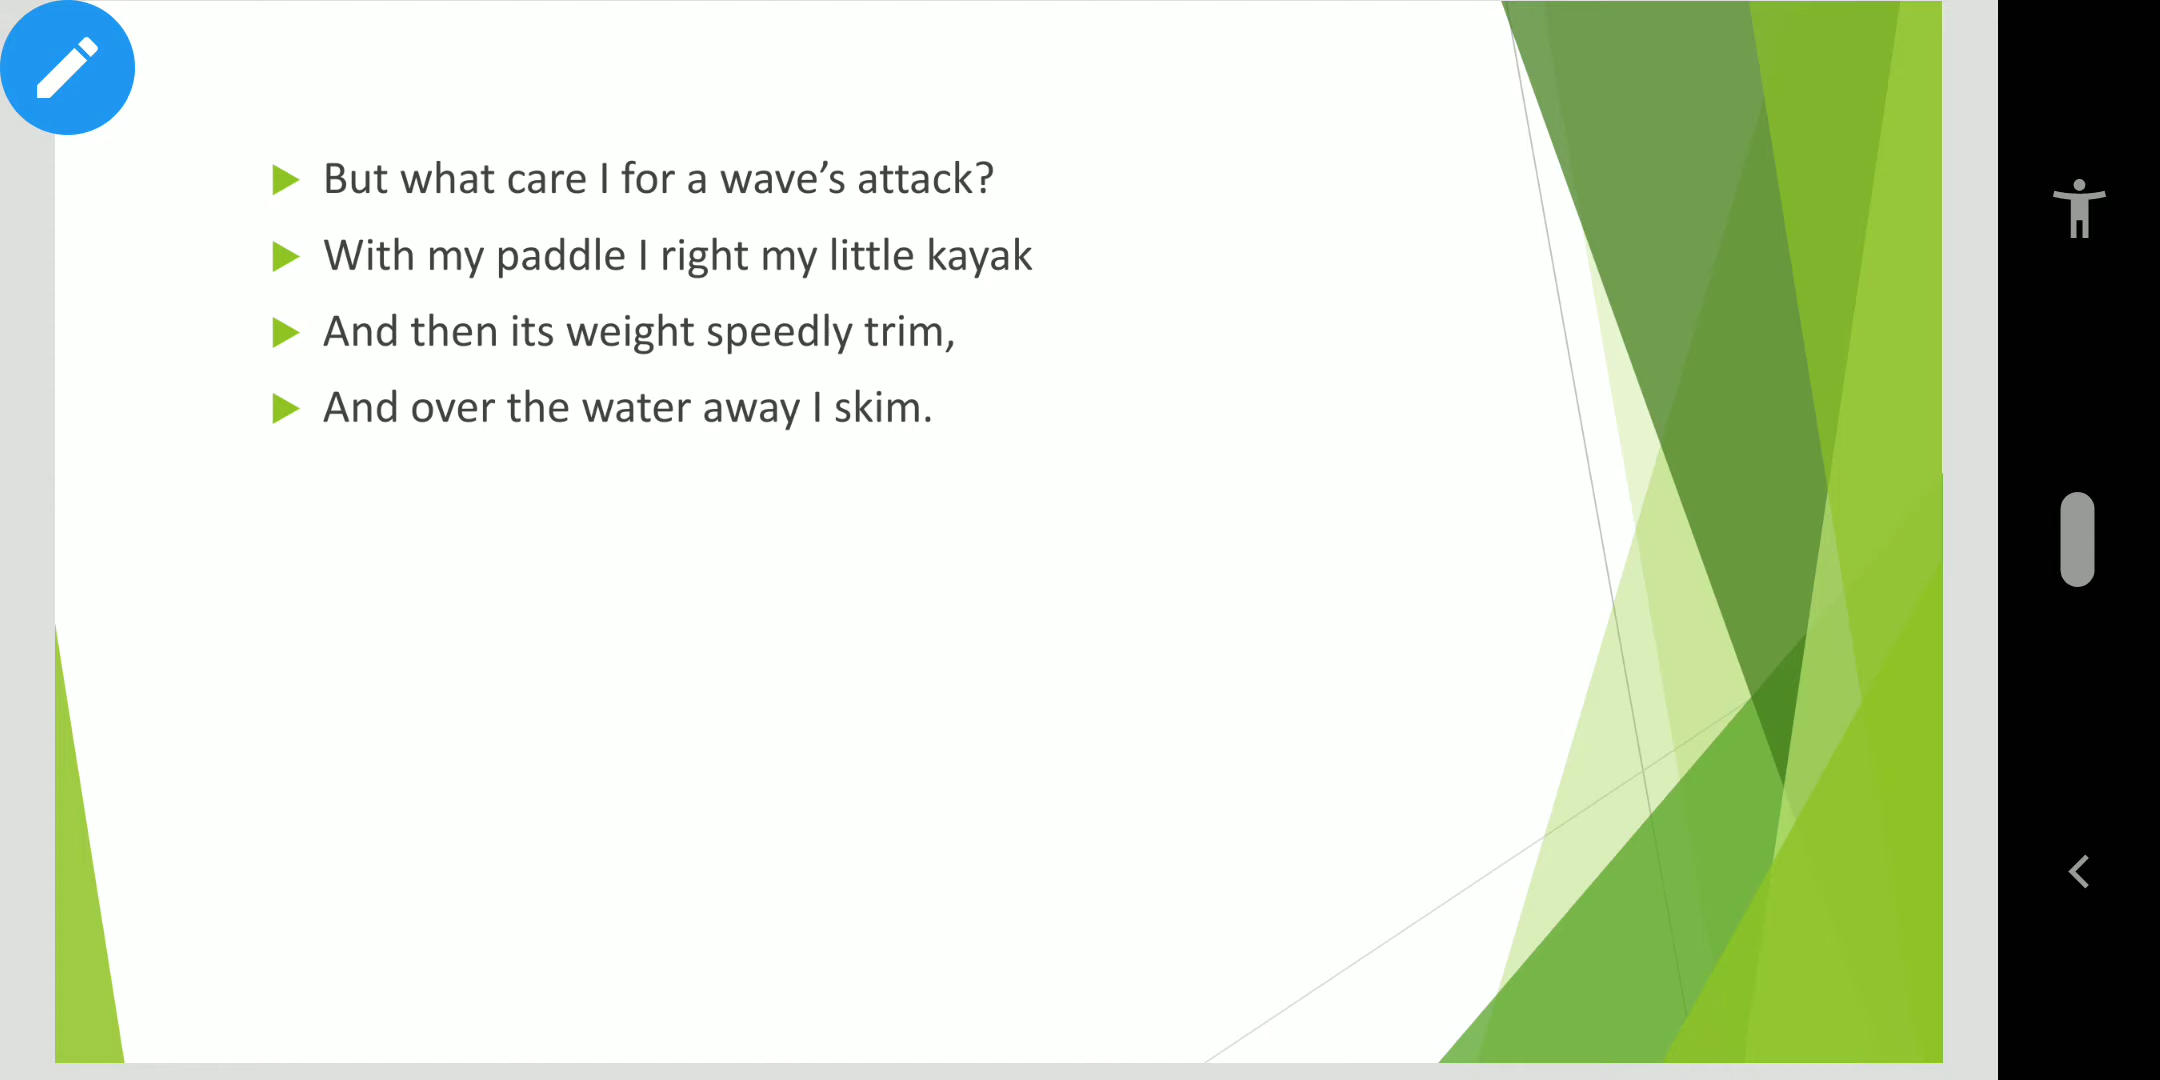 But what care I for a wave’s attack?
With my paddle I right my little kayak
And then its weight speedly trim,
And over the water away I skim.